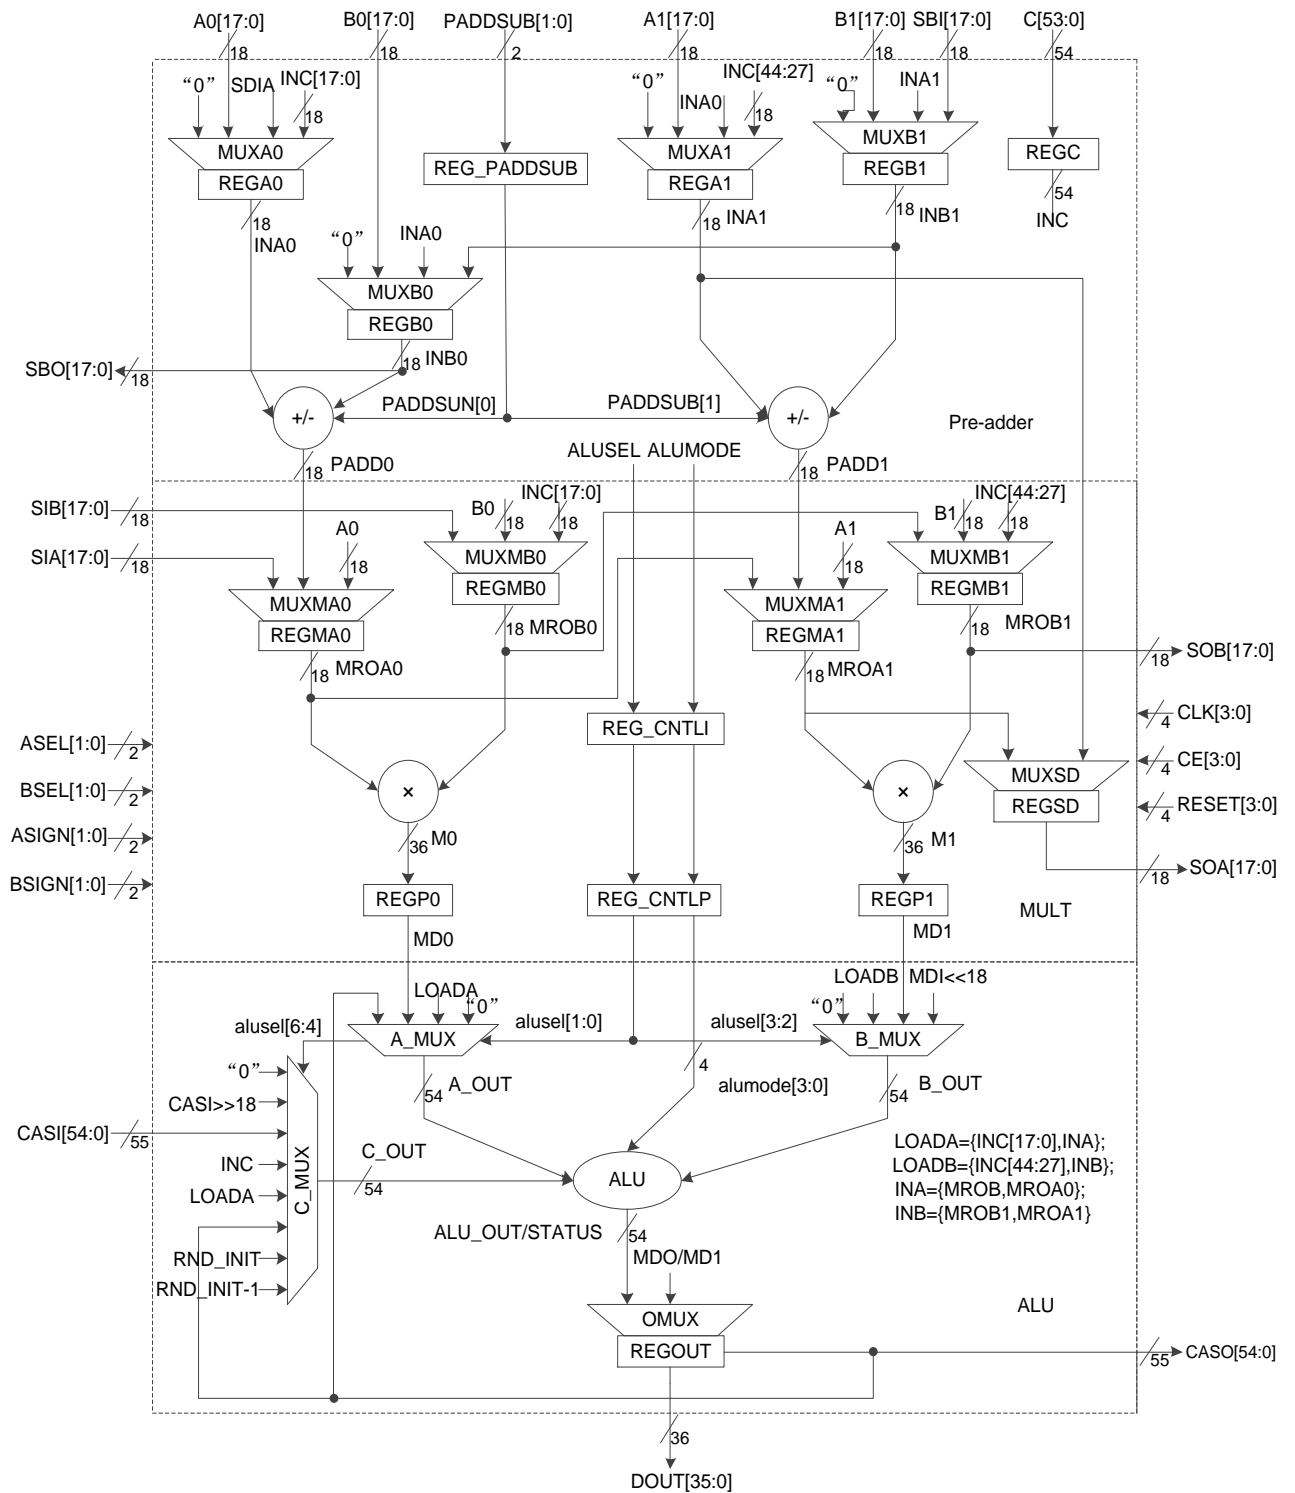 A0[17:0] B0[17:0] PADDSUB[1:0] A1[17:0] B1[17:0] SBI[17:0] C[53:0]
18 18 2 18 18 18 54
“0” SDIA INC[17:0] “0” INA0 INC[44:27] “0” INA1
18 18
MUXA0 MUXA1 MUXB1 REGC
REGA0 REG_PADDSUB REGA1 REGB1
18 18 INA1 18 INB1 54
INA0 INC
“0” INA0
MUXB0
REGB0
18 INB0
SBO[17:0] 18
PADDSUN[0] PADDSUB[1]
+/- +/-
Pre-adder
ALUSEL ALUMODE
18 PADD0 18 PADD1
SIB[17:0] 18 B0 18 INC[17:0] 18 B1 18 INC[44:27] 18
SIA[17:0] 18 A0 18 A1 18
MUXMB0 MUXMB1
REGMB0 REGMB1
MUXMA0 MUXMA1
REGMA0 REGMA1
18 MROB0 18 MROB1
18 MROA0 18 MROA1
18 SOB[17:0]
4 CLK[3:0]
REG_CNTLI
ASEL[1:0] 2
4 CE[3:0]
MUXSD
BSEL[1:0] 2 × ×
REGSD
4 RESET[3:0]
ASIGN[1:0] 2 36 M0 36 M1
18 SOA[17:0]
BSIGN[1:0] 2
REGP0 REG_CNTLP REGP1
MULT
MD0 MD1
LOADA “0” “0” LOADB MDI<<18
alusel[6:4] A_MUX alusel[1:0] alusel[3:2] B_MUX
“0” 4
54 A_OUT alumode[3:0] 54 B_OUT
CASI>>18
CASI[54:0] 55
LOADA={INC[17:0],INA};
LOADB={INC[44:27],INB};
INA={MROB,MROA0};
INB={MROB1,MROA1}
INC
LOADA
RND_INIT
RND_INIT-1
C_MUX
C_OUT
54
ALU
ALU_OUT/STATUS 54
MDO/MD1
OMUX
REGOUT
ALU
55 CASO[54:0]
36
DOUT[35:0]